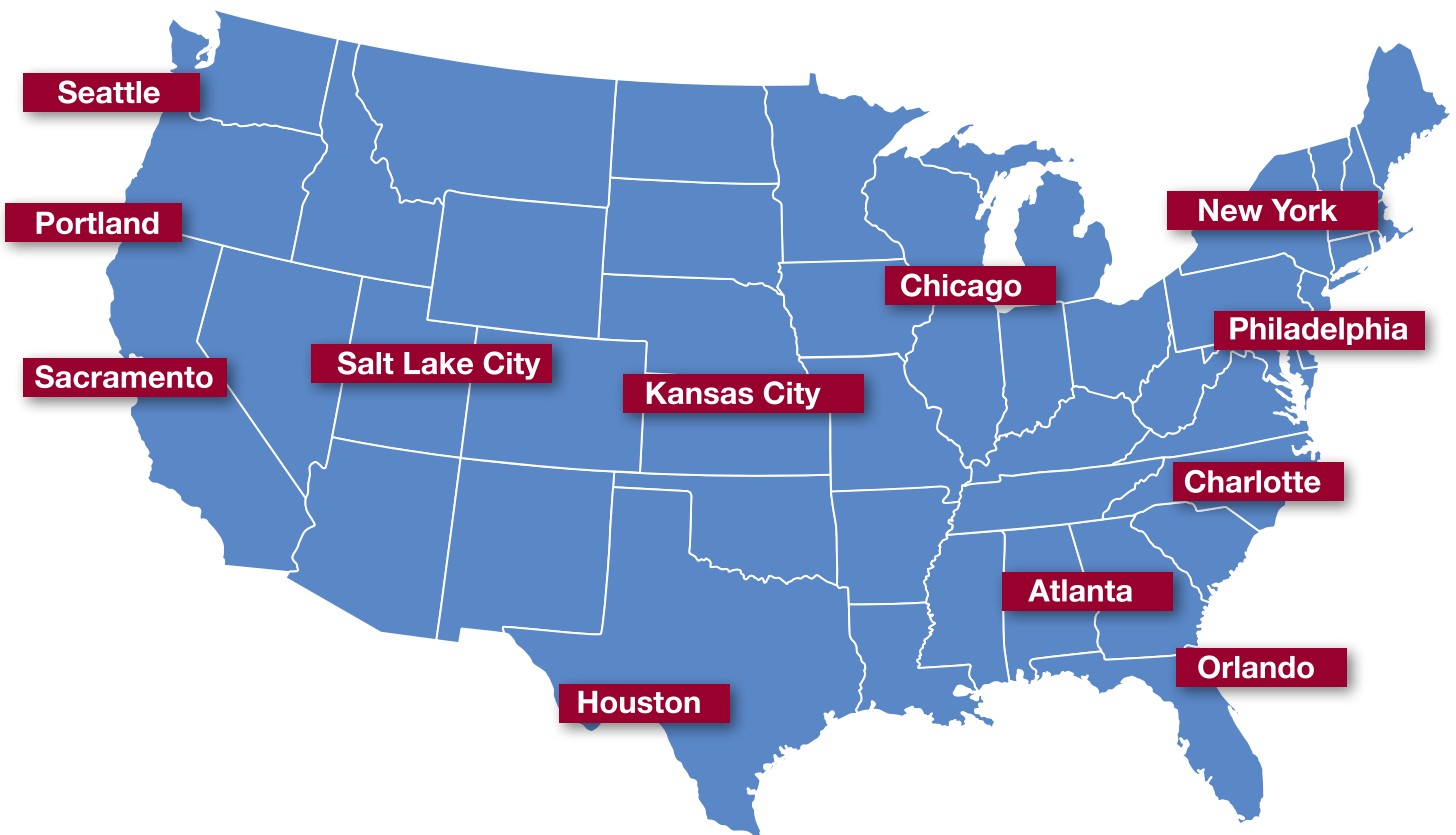 Seattle
Portland
New York
Chicago
Philadelphia
Salt Lake City
Sacramento
Kansas City
Charlotte
Atlanta
Orlando
Houston